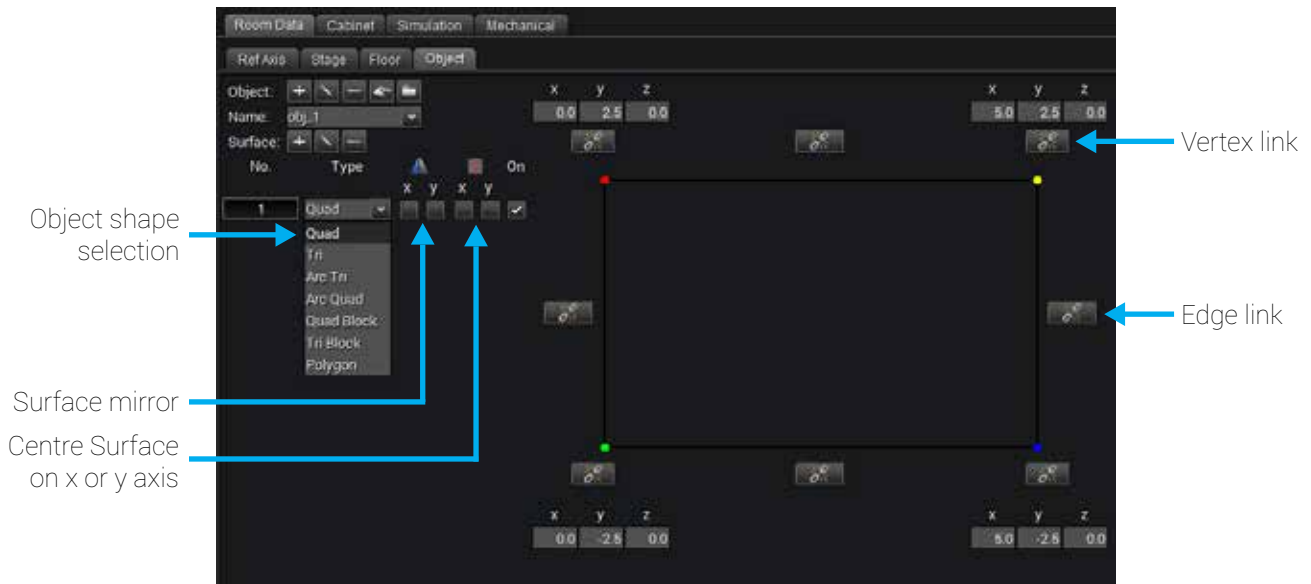 Room Data Cabinet Simulation Mechanical
Ref Axis Stage Floor Object
Object:
Name: obj_1
Surface:
No. Type On
x y x y
1 Quad
Quad
Tri
Arc Tri
Arc Quad
Quad Block
Tri Block
Polygon
x y z
0.0 2.5 0.0
x y z
5.0 2.5 0.0
x y z
0.0 -2.5 0.0
x y z
5.0 -2.5 0.0
Object shape
selection
Surface mirror
Centre Surface
on x or y axis
Vertex link
Edge link